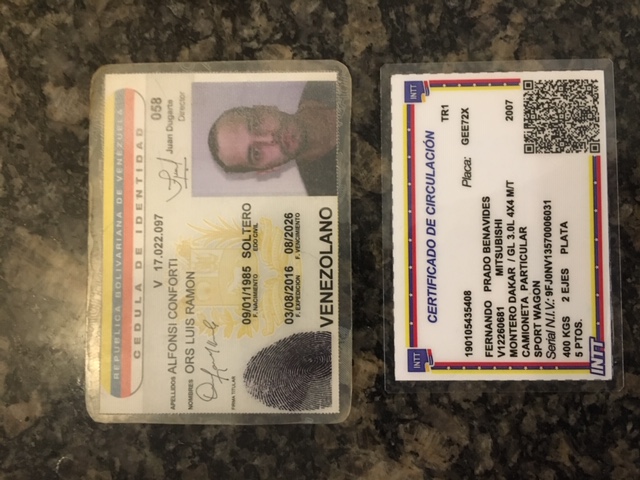 REPUBLICA BOLIVARIANA DE VENEZUELA
CEDULA DE IDENTIDAD
V 17.022.097 058
APELLIDOS ALFONSI CONFORTI Juan Dugarte
Director
NOMBRES ORS LUIS RAMON
FIRMA TITULAR
09/01/1985 SOLTERO
F. NACIMIENTO EDO CIVIL
03/08/2016 08/2026
F. EXPEDICION F. VENCIMIENTO
VENEZOLANO
INTT INTT
CERTIFICADO DE CIRCULACIÓN
TR1
190105435408 Placa: GEE72X
FERNANDO PRADO BENAVIDES
V12260681 MITSUBISHI
MONTERO DAKAR / GL 3.0L 4X4 M/T 2007
CAMIONETA PARTICULAR
SPORT WAGON
Serial N.I.V.: 9FJ0NV13570006031
400 KGS 2 EJES PLATA
5 PTOS.
INTT